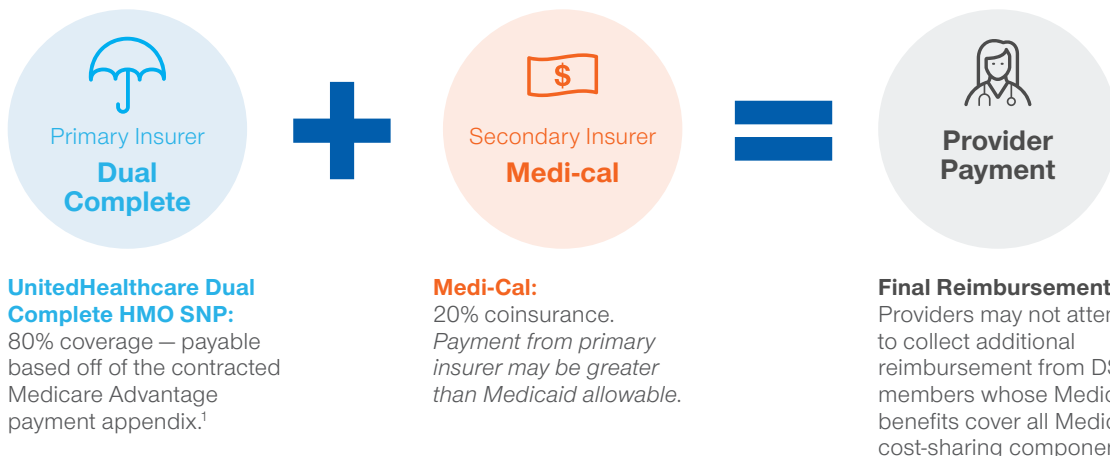 $
Primary Insurer
Dual
Complete
Secondary Insurer
Medi-cal
Provider
Payment
UnitedHealthcare Dual
Complete HMO SNP:
80% coverage — payable
based off of the contracted
Medicare Advantage
payment appendix.¹
Medi-Cal:
20% coinsurance.
Payment from primary
insurer may be greater
than Medicaid allowable.
Final Reimbursement
Providers may not
to collect additional
reimbursement from
members whose
benefits cover all
cost-sharing